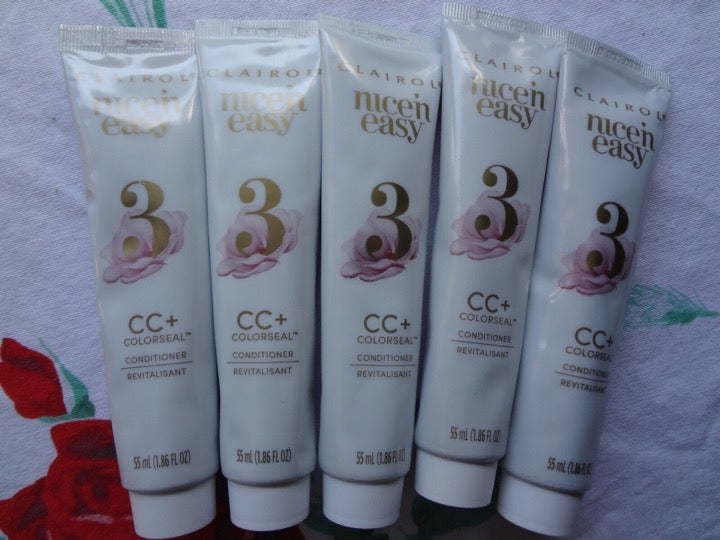 CLAIROL
nice'n
easy
3
CC+
COLORSEAL™
CONDITIONER
REVITALISANT
55 mL (1.86 FL OZ)
CLAIROL
nice'n
easy
3
CC+
COLORSEAL™
CONDITIONER
REVITALISANT
55 mL (1.86 FL OZ)
CLAIROL
nice'n
easy
3
CC+
COLORSEAL™
CONDITIONER
REVITALISANT
55 mL (1.86 FL OZ)
CLAIROL
nice'n
easy
3
CC+
COLORSEAL™
CONDITIONER
REVITALISANT
55 mL (1.86 FL OZ)
CLAIROL
nice'n
easy
3
CC+
COLORSEAL™
CONDITIONER
REVITALISANT
55 mL (1.86 FL OZ)